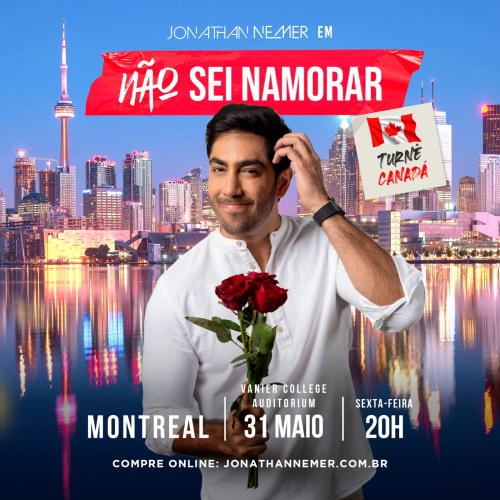 JONATHAN NEMER EM
NÃO SEI NAMORAR
TURNÊ
CANADÁ
MONTREAL
VANIER COLLEGE
AUDITORIUM
31 MAIO
SEXTA-FEIRA
20H
COMPRE ONLINE: JONATHANNEMER.COM.BR